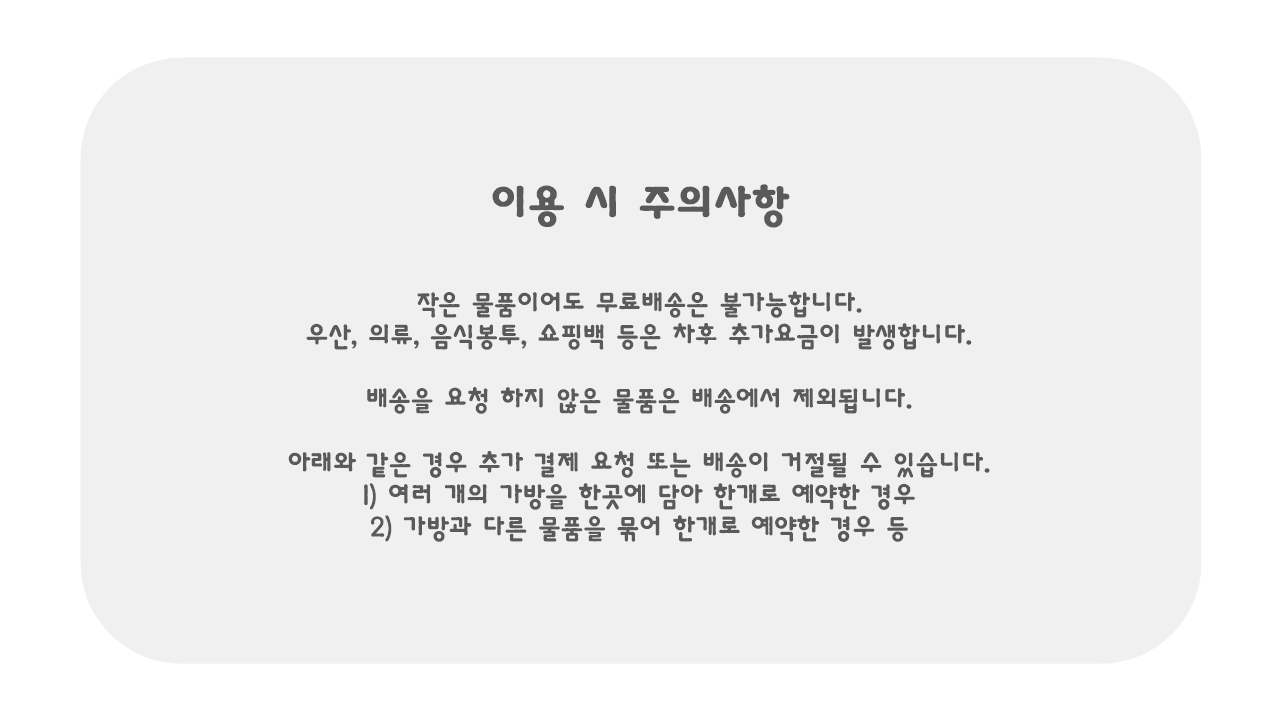 이용 시 주의사항
작은 물품이어도 무료배송은 불가능합니다.
우산, 의류, 음식봉투, 쇼핑백 등은 차후 추가요금이 발생합니다.
배송을 요청 하지 않은 물품은 배송에서 제외됩니다.
아래와 같은 경우 추가 결제 요청 또는 배송이 거절될 수 있습니다.
1) 여러 개의 가방을 한곳에 담아 한개로 예약한 경우
2) 가방과 다른 물품을 묶어 한개로 예약한 경우 등